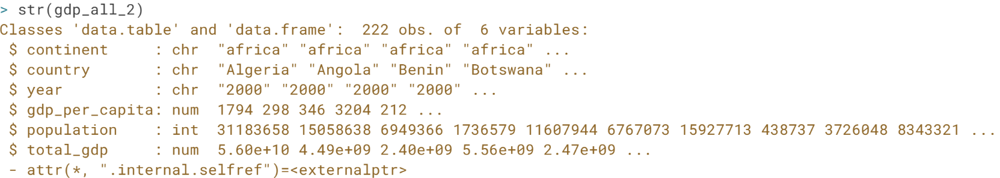 > str(gdp_all_2)
Classes 'data.table' and 'data.frame':  222 obs. of  6 variables:
 $ continent     : chr  "africa" "africa" "africa" "africa" ...
 $ country       : chr  "Algeria" "Angola" "Benin" "Botswana" ...
 $ year          : chr  "2000" "2000" "2000" "2000" ...
 $ gdp_per_capita: num  1794 298 346 3204 212 ...
 $ population    : int  31183658 15058638 6949366 1736579 11607944 6767073 15927713 438737 3726048 8343321 ...
 $ total_gdp     : num  5.60e+10 4.49e+09 2.40e+09 5.56e+09 2.47e+09 ...
 - attr(*, ".internal.selfref")=<externalptr>